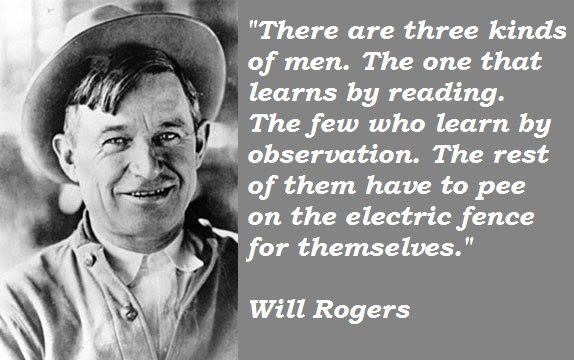 "There are three kinds
of men. The one that
learns by reading.
The few who learn by
observation. The rest
of them have to pee
on the electric fence
for themselves."
Will Rogers